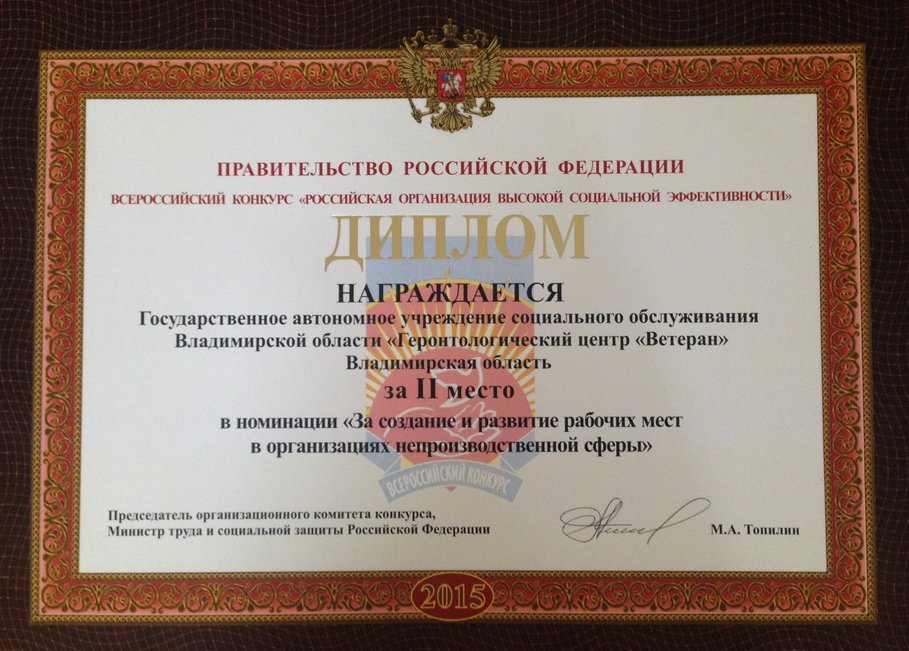 ПРАВИТЕЛЬСТВО РОССИЙСКОЙ ФЕДЕРАЦИИ
ВСЕРОССИЙСКИЙ КОНКУРС «РОССИЙСКАЯ ОРГАНИЗАЦИЯ ВЫСОКОЙ СОЦИАЛЬНОЙ ЭФФЕКТИВНОСТИ»
ДИПЛОМ
НАГРАЖДАЕТСЯ
Государственное автономное учреждение социального обслуживания
Владимирской области «Геронтологический центр «Ветеран»
Владимирская область
за II место
в номинации «За создание и развитие рабочих мест
в организациях непроизводственной сферы»
ВСЕРОССИЙСКИЙ КОНКУРС
Председатель организационного комитета конкурса,
Министр труда и социальной защиты Российской Федерации
М.А. Топилин
2015